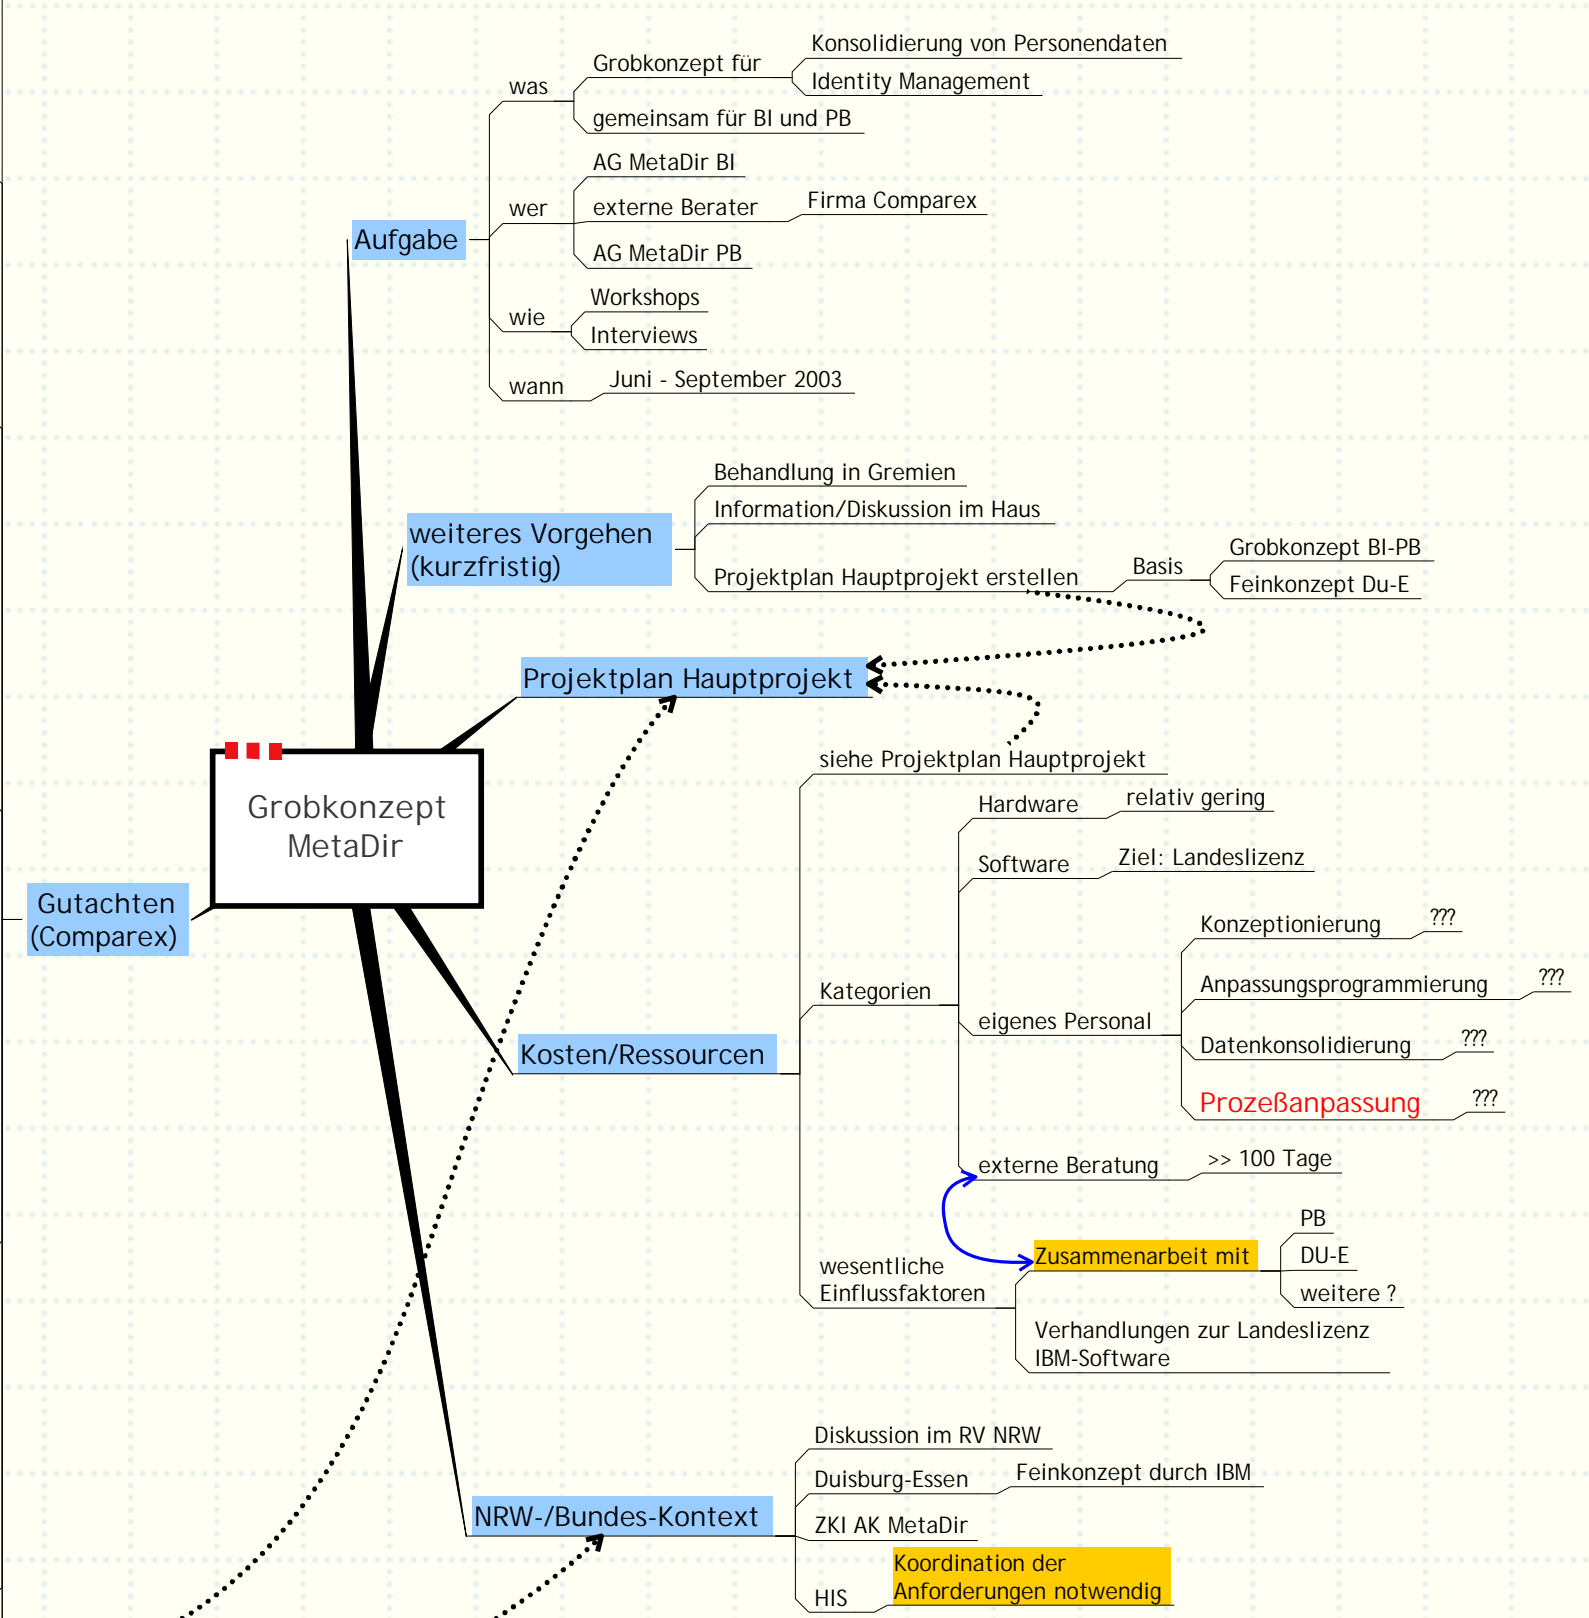 Konsolidierung von Personendaten
Grobkonzept für
Identity Management
was
gemeinsam für BI und PB
AG MetaDir BI
wer
externe Berater
Firma Comparex
Aufgabe
AG MetaDir PB
Workshops
wie
Interviews
wann
Juni - September 2003
Behandlung in Gremien
Information/Diskussion im Haus
weiteres Vorgehen
(kurzfristig)
Projektplan Hauptprojekt erstellen
Basis
Grobkonzept BI-PB
Feinkonzept Du-E
Projektplan Hauptprojekt
Grobkonzept
MetaDir
Gutachten
(Comparex)
siehe Projektplan Hauptprojekt
Hardware
relativ gering
Software
Ziel: Landeslizenz
Kategorien
Konzeptionierung
???
Anpassungsprogrammierung
???
eigenes Personal
Datenkonsolidierung
???
Prozeßanpassung
???
Kosten/Ressourcen
externe Beratung
>> 100 Tage
wesentliche
Einflussfaktoren
Zusammenarbeit mit
PB
DU-E
weitere ?
Verhandlungen zur Landeslizenz
IBM-Software
NRW-/Bundes-Kontext
Diskussion im RV NRW
Duisburg-Essen
Feinkonzept durch IBM
ZKI AK MetaDir
HIS
Koordination der
Anforderungen notwendig